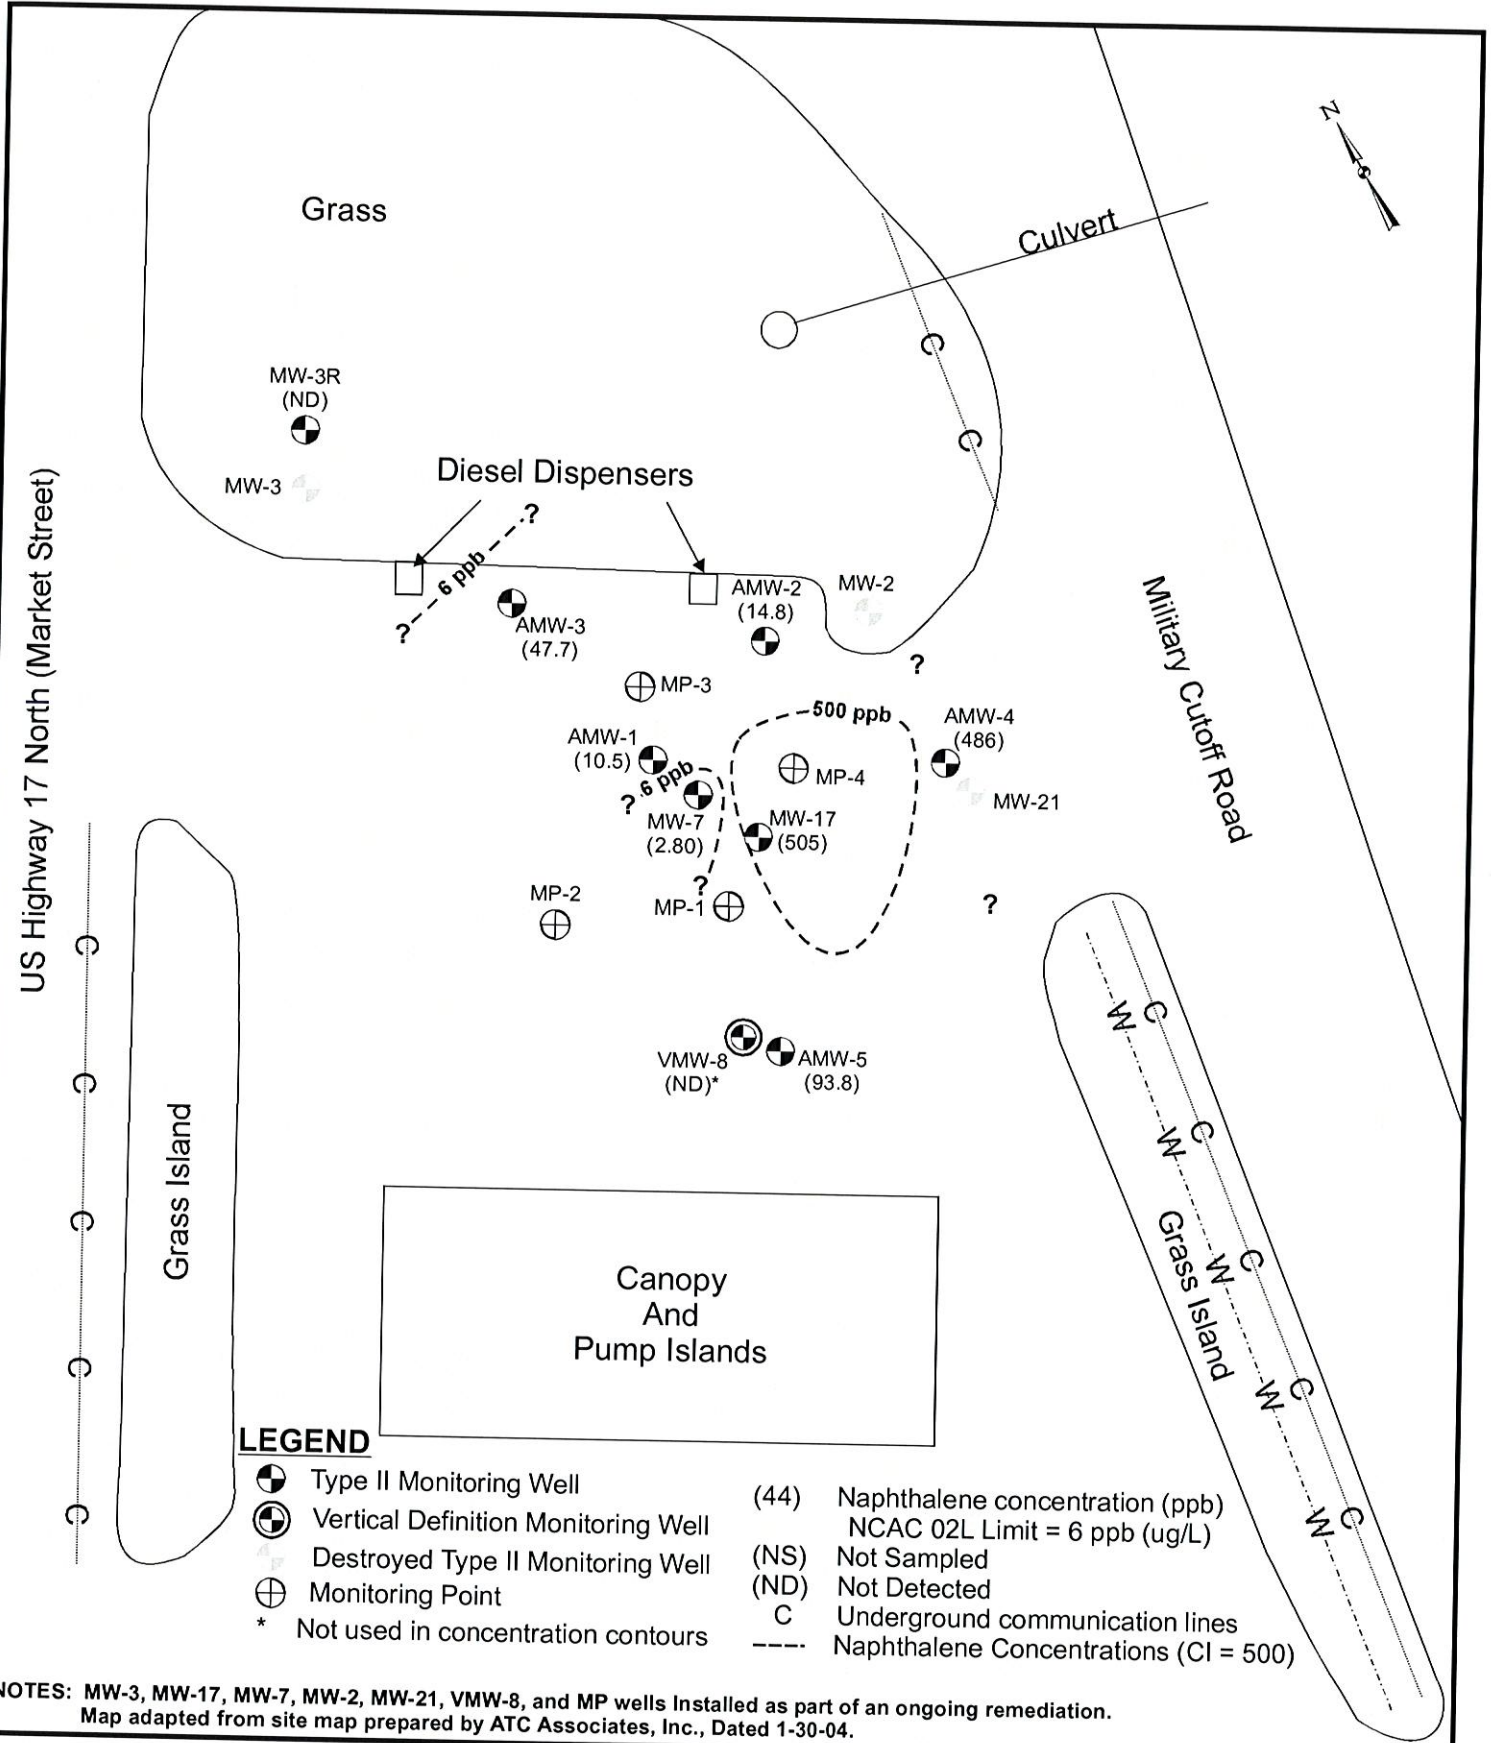 N
Grass
Culvert
C
C
MW-3R
(ND)
MW-3
Diesel Dispensers
?
6 ppb
?
AMW-3
(47.7)
AMW-2
(14.8)
MW-2
?
MP-3
500 ppb
AMW-4
(486)
AMW-1
(10.5)
6 ppb
?
MP-4
MW-21
MW-7
(2.80)
MW-17
(505)
?
MP-2
MP-1
?
US Highway 17 North (Market Street)
Military Cutoff Road
VMW-8
(ND)*
AMW-5
(93.8)
C
C
C
C
C
Grass Island
W C
W C
W C
W C
W C
Grass Island
Canopy
And
Pump Islands
LEGEND
Type II Monitoring Well
Vertical Definition Monitoring Well
Destroyed Type II Monitoring Well
Monitoring Point
* Not used in concentration contours
(44) Naphthalene concentration (ppb)
NCAC 02L Limit = 6 ppb (ug/L)
(NS) Not Sampled
(ND) Not Detected
C Underground communication lines
Naphthalene Concentrations (CI = 500)
NOTES: MW-3, MW-17, MW-7, MW-2, MW-21, VMW-8, and MP wells Installed as part of an ongoing remediation.
Map adapted from site map prepared by ATC Associates, Inc., Dated 1-30-04.